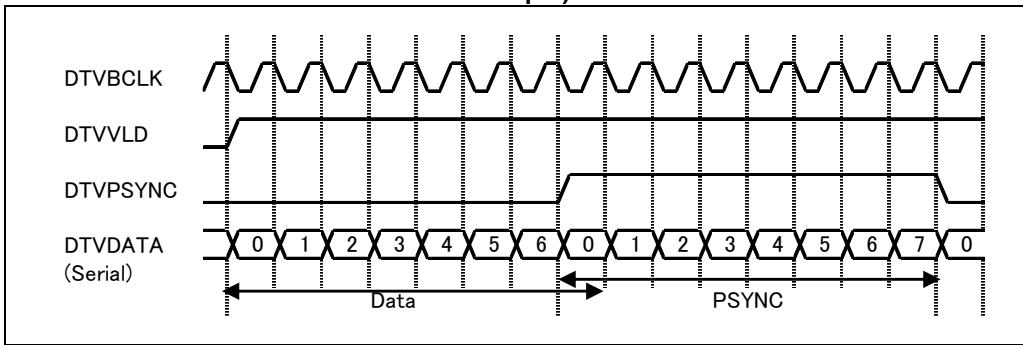 DTVBCLK
DTVVLD
DTVPSYNC
DTVDATA 0 1 2 3 4 5 6 0 1 2 3 4 5 6 7 0
(Serial)
Data PSYNC